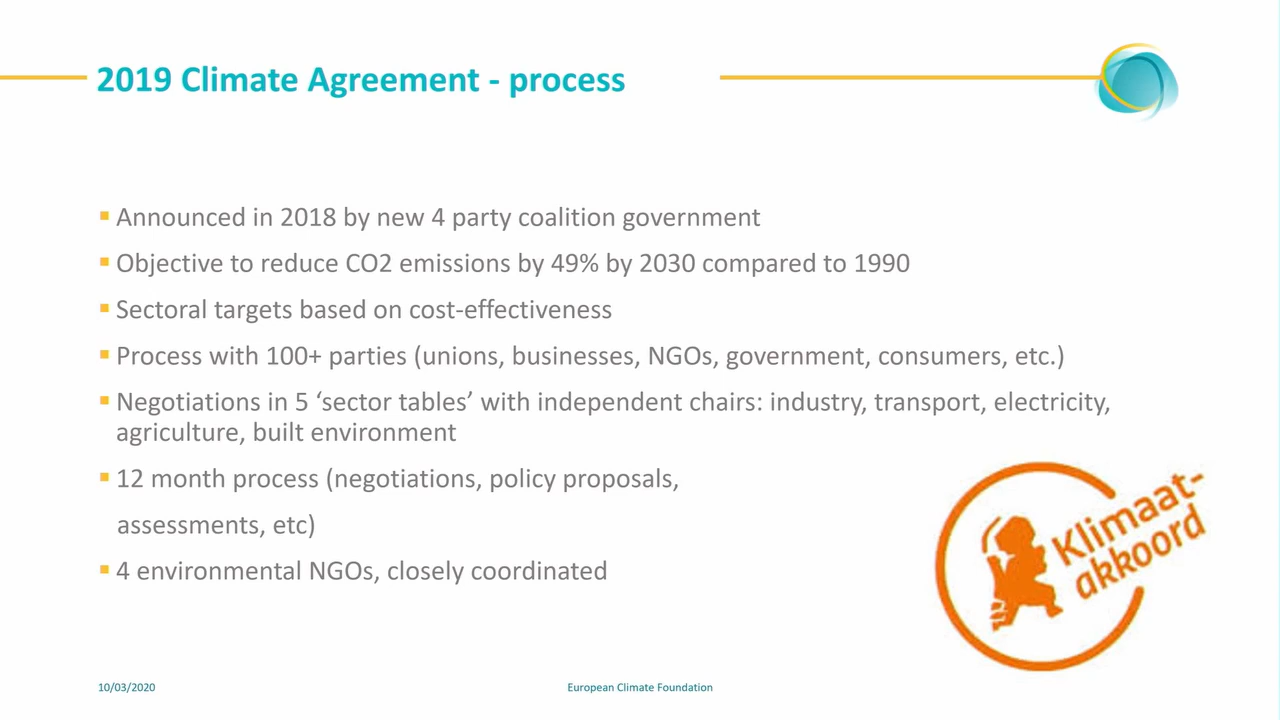 2019 Climate Agreement - process
Announced in 2018 by new 4 party coalition government
Objective to reduce CO2 emissions by 49% by 2030 compared to 1990
Sectoral targets based on cost-effectiveness
Process with 100+ parties (unions, businesses, NGOs, government, consumers, etc.)
Negotiations in 5 ‘sector tables’ with independent chairs: industry, transport, electricity,
agriculture, built environment
12 month process (negotiations, policy proposals,
assessments, etc)
4 environmental NGOs, closely coordinated
Klimaat-
akkoord
10/03/2020
European Climate Foundation